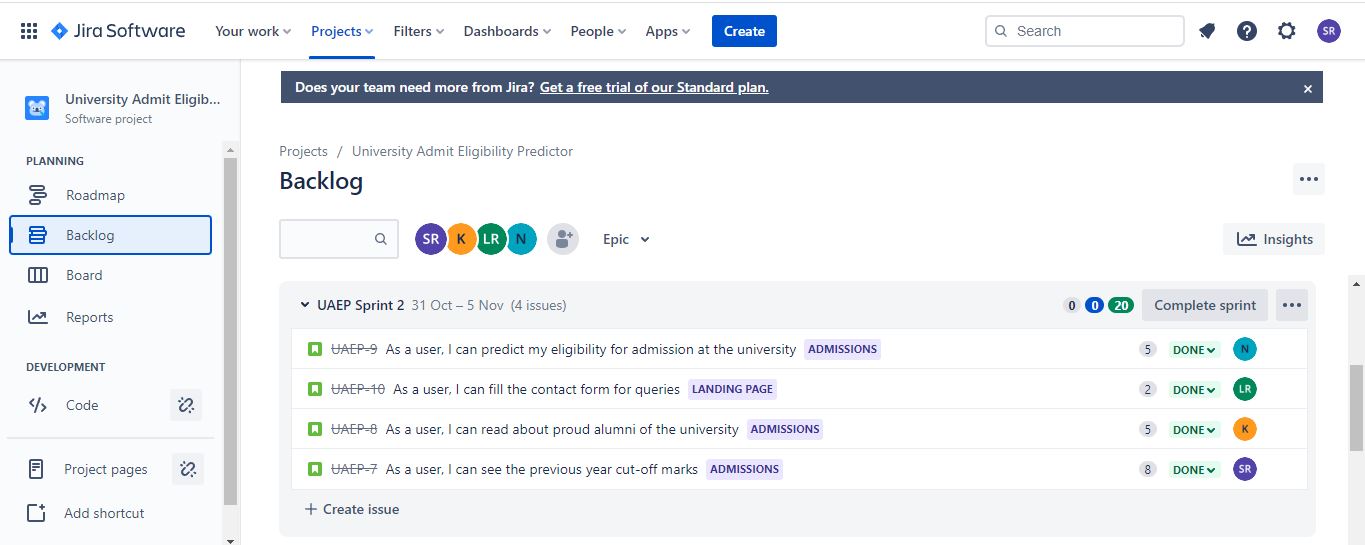 Jira Software Your work Projects Filters Dashboards People Apps Create Search SR
Does your team need more from Jira? Get a free trial of our Standard plan.
University Admit Eligib...
Software project
PLANNING
Roadmap
Backlog
Board
Reports
DEVELOPMENT
Code
Project pages
Add shortcut
Projects / University Admit Eligibility Predictor
Backlog
SR K LR N Epic Insights
UAEP Sprint 2 31 Oct – 5 Nov (4 issues) 0 0 20 Complete sprint
UAEP-9 As a user, I can predict my eligibility for admission at the university ADMISSIONS 5 DONE N
UAEP-10 As a user, I can fill the contact form for queries LANDING PAGE 2 DONE LR
UAEP-8 As a user, I can read about proud alumni of the university ADMISSIONS 5 DONE K
UAEP-7 As a user, I can see the previous year cut-off marks ADMISSIONS 8 DONE SR
+ Create issue